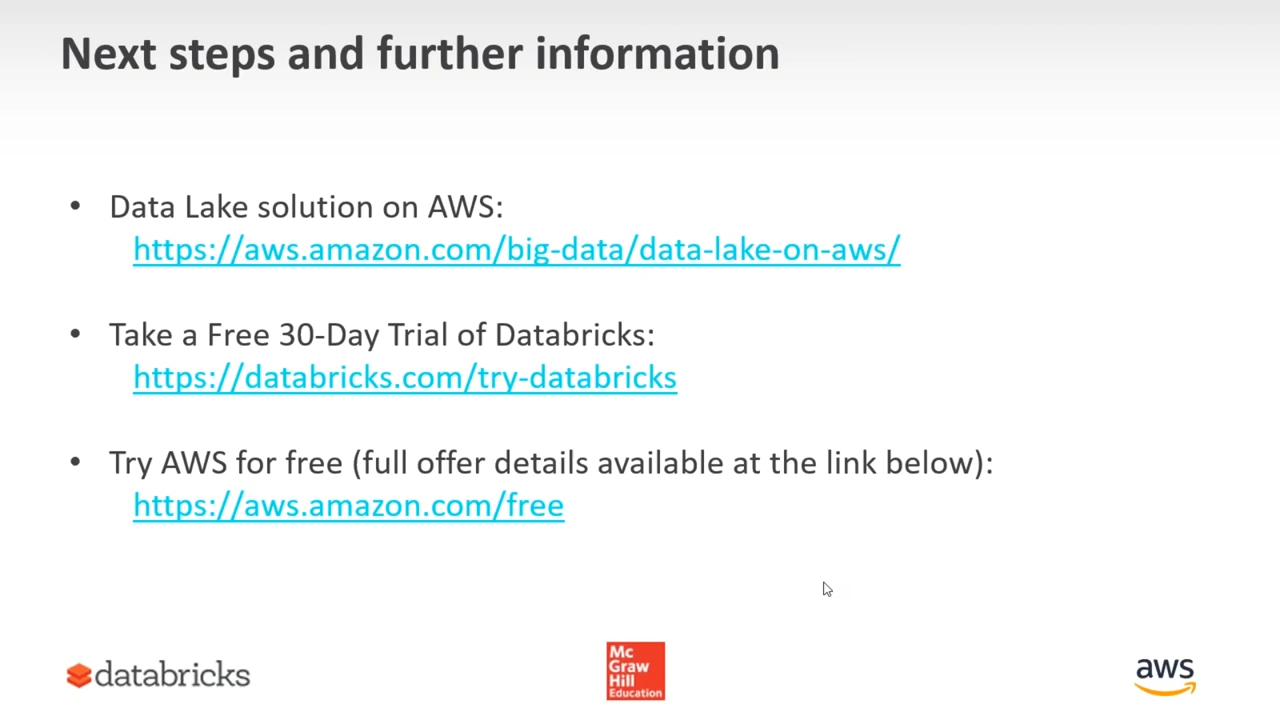 Next steps and further information
• Data Lake solution on AWS:
https://aws.amazon.com/big-data/data-lake-on-aws/
• Take a Free 30-Day Trial of Databricks:
https://databricks.com/try-databricks
• Try AWS for free (full offer details available at the link below):
https://aws.amazon.com/free
databricks
Mc
Graw
Hill
Education
aws